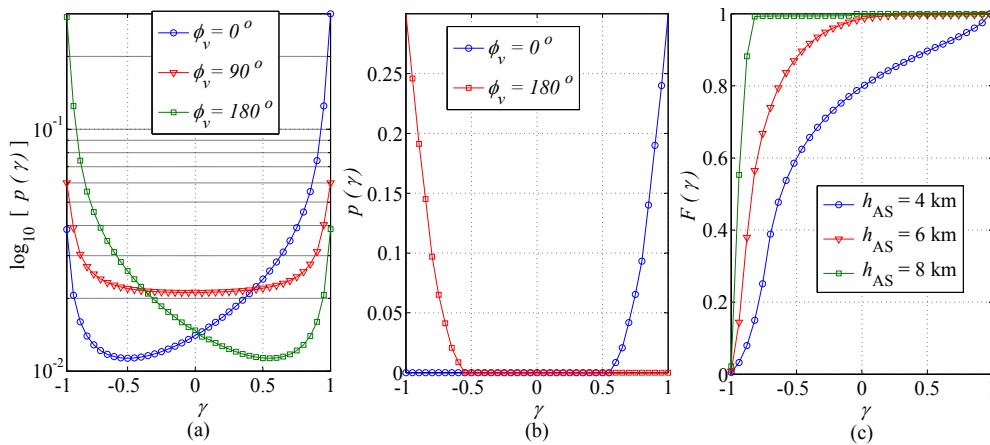 log10 [ p ( γ ) ]
10^-1
10^-2
ϕv = 0°
ϕv = 90°
ϕv = 180°
-1 -0.5 0 0.5 1
γ
(a)
p ( γ )
0.25
0.2
0.15
0.1
0.05
0
ϕv = 0°
ϕv = 180°
-1 -0.5 0 0.5 1
γ
(b)
F ( γ )
1
0.8
0.6
0.4
0.2
0
hAS = 4 km
hAS = 6 km
hAS = 8 km
-1 -0.5 0 0.5
γ
(c)